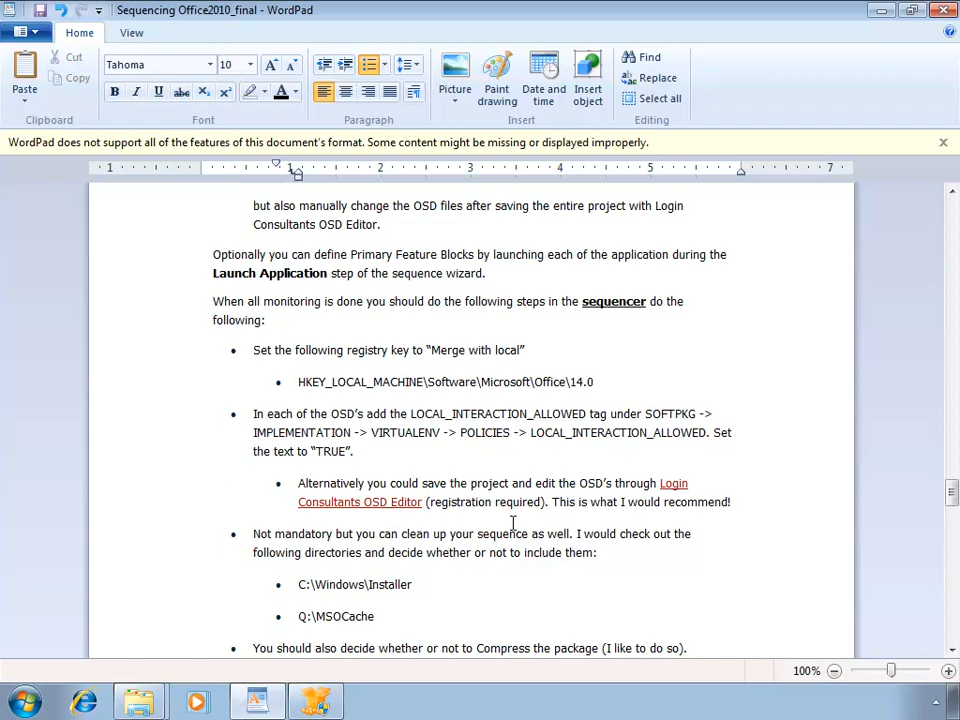 Sequencing Office2010_final - WordPad
Home
View
Paste
Cut
Copy
Clipboard
Tahoma
10
B I U abc X₂ X²
A
Font
Paragraph
Picture
Paint drawing
Date and time
Insert object
Insert
Find
Replace
Select all
Editing
WordPad does not support all of the features of this document's format. Some content might be missing or displayed improperly.
1 1 2 3 4 5 7
but also manually change the OSD files after saving the entire project with Login
Consultants OSD Editor.
Optionally you can define Primary Feature Blocks by launching each of the application during the
Launch Application step of the sequence wizard.
When all monitoring is done you should do the following steps in the sequencer do the
following:
• Set the following registry key to “Merge with local”
• HKEY_LOCAL_MACHINE\Software\Microsoft\Office\14.0
• In each of the OSD’s add the LOCAL_INTERACTION_ALLOWED tag under SOFTPKG ->
IMPLEMENTATION -> VIRTUALENV -> POLICIES -> LOCAL_INTERACTION_ALLOWED. Set
the text to “TRUE”.
• Alternatively you could save the project and edit the OSD’s through Login
Consultants OSD Editor (registration required). This is what I would recommend!
• Not mandatory but you can clean up your sequence as well. I would check out the
following directories and decide whether or not to include them:
• C:\Windows\Installer
• Q:\MSOCache
• You should also decide whether or not to Compress the package (I like to do so).
100%